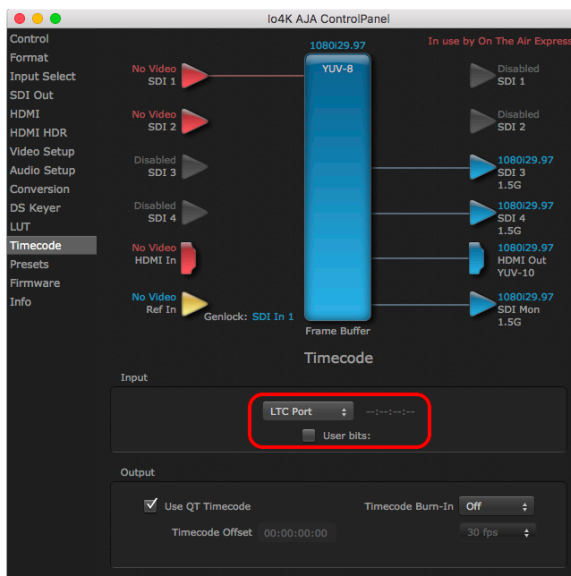 Io4K AJA ControlPanel
Control
Format
Input Select
SDI Out
HDMI
HDMI HDR
Video Setup
Audio Setup
Conversion
DS Keyer
LUT
Timecode
Presets
Firmware
Info
1080i29.97
In use by On The Air Express
YUV-8
No Video
SDI 1
No Video
SDI 2
Disabled
SDI 3
Disabled
SDI 4
No Video
HDMI In
No Video
Ref In
Genlock: SDI In 1
Frame Buffer
Disabled
SDI 1
Disabled
SDI 2
1080i29.97
SDI 3
1.5G
1080i29.97
SDI 4
1.5G
1080i29.97
HDMI Out
YUV-10
1080i29.97
SDI Mon
1.5G
Timecode
Input
LTC Port --:--:--:--
User bits:
Output
Use QT Timecode
Timecode Burn-In Off
Timecode Offset 00:00:00:00
30 fps